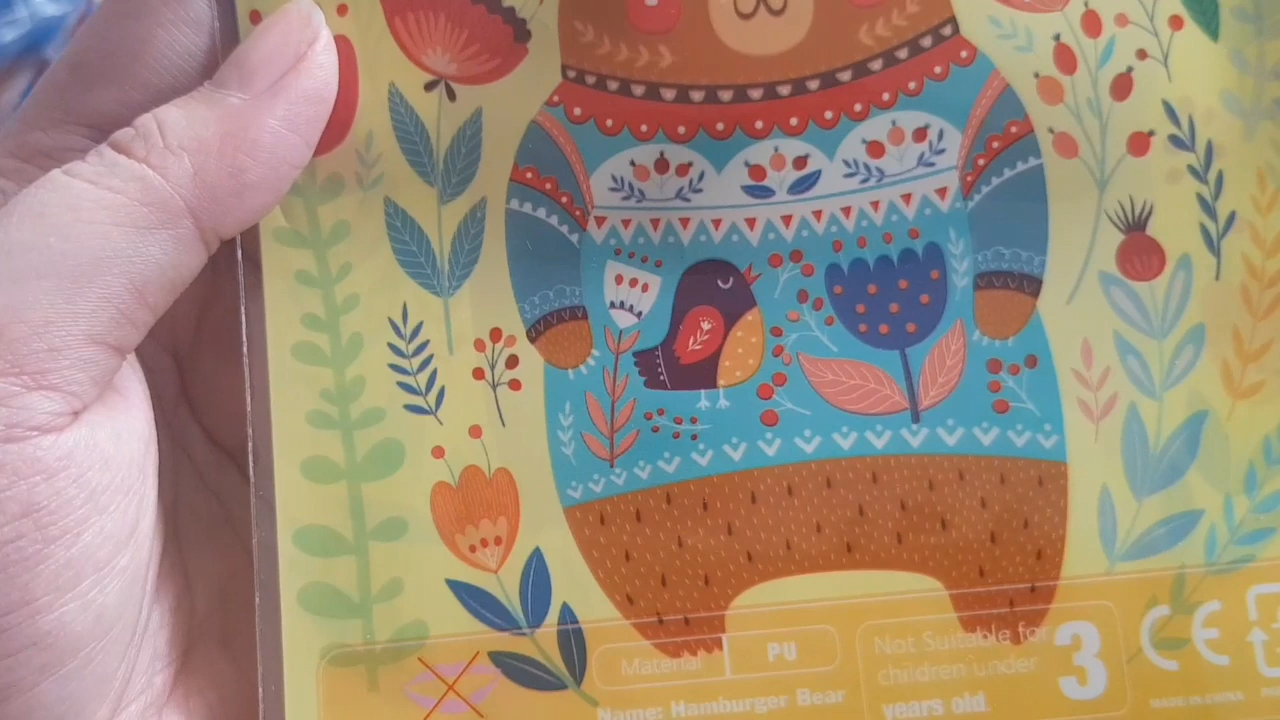 Material PU
Name: Hamburger Bear
Not Suitable for
children under 3
years old.
CE
MADE IN CHINA